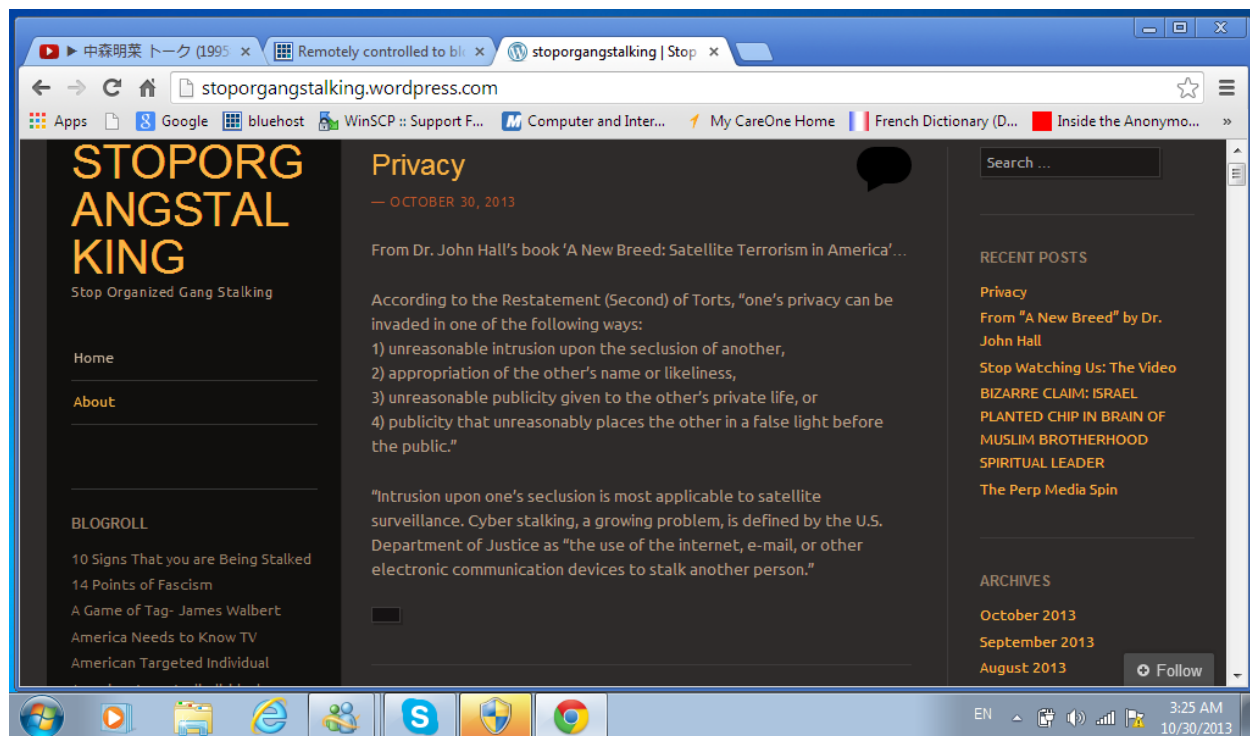 ▶ 中森明菜 トーク (1995
Remotely controlled to bl
stoporgangstalking | Stop
stoporgangstalking.wordpress.com
Apps
Google
bluehost
WinSCP :: Support F...
Computer and Inter...
My CareOne Home
French Dictionary (D...
Inside the Anonymo...
»
STOPORG
ANGSTAL
KING
Stop Organized Gang Stalking
Home
About
BLOGROLL
10 Signs That you are Being Stalked
14 Points of Fascism
A Game of Tag- James Walbert
America Needs to Know TV
American Targeted Individual
Privacy
— OCTOBER 30, 2013
From Dr. John Hall's book ‘A New Breed: Satellite Terrorism in America’…
According to the Restatement (Second) of Torts, “one’s privacy can be
invaded in one of the following ways:
1) unreasonable intrusion upon the seclusion of another,
2) appropriation of the other’s name or likeliness,
3) unreasonable publicity given to the other’s private life, or
4) publicity that unreasonably places the other in a false light before
the public.”
“Intrusion upon one’s seclusion is most applicable to satellite
surveillance. Cyber stalking, a growing problem, is defined by the U.S.
Department of Justice as “the use of the internet, e-mail, or other
electronic communication devices to stalk another person.”
Search …
RECENT POSTS
Privacy
From “A New Breed” by Dr.
John Hall
Stop Watching Us: The Video
BIZARRE CLAIM: ISRAEL
PLANTED CHIP IN BRAIN OF
MUSLIM BROTHERHOOD
SPIRITUAL LEADER
The Perp Media Spin
ARCHIVES
October 2013
September 2013
August 2013
Follow
EN
3:25 AM
10/30/2013